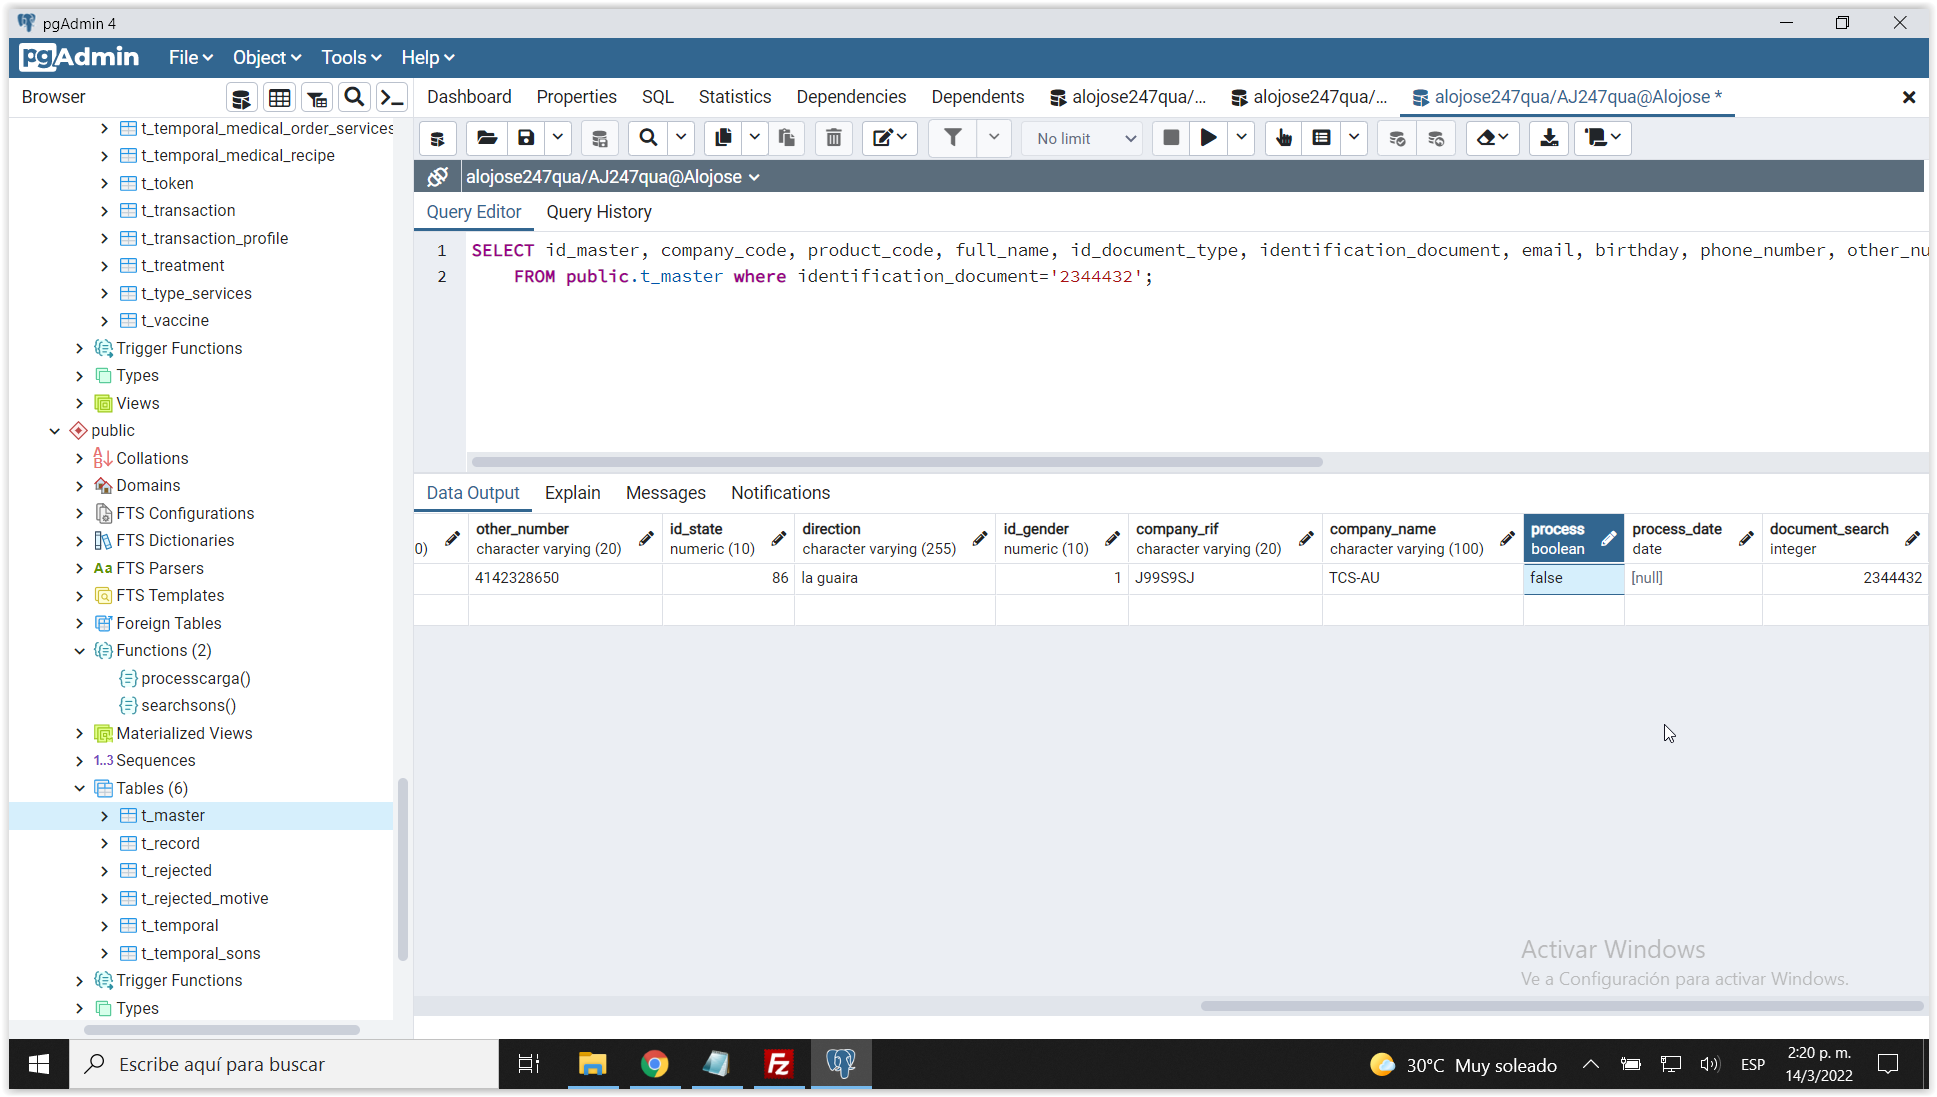 pgAdmin 4
pgAdmin File Object Tools Help
Browser
Dashboard Properties SQL Statistics Dependencies Dependents alojose247qua/... alojose247qua/... alojose247qua/AJ247qua@Alojose *
No limit
alojose247qua/AJ247qua@Alojose
Query Editor Query History
1 SELECT id_master, company_code, product_code, full_name, id_document_type, identification_document, email, birthday, phone_number, other_nu
2 FROM public.t_master where identification_document='2344432';
t_temporal_medical_order_services
t_temporal_medical_recipe
t_token
t_transaction
t_transaction_profile
t_treatment
t_type_services
t_vaccine
Trigger Functions
Types
Views
public
Collations
Domains
FTS Configurations
FTS Dictionaries
Aa FTS Parsers
FTS Templates
Foreign Tables
Functions (2)
processcarga()
searchsons()
Materialized Views
1..3 Sequences
Tables (6)
t_master
t_record
t_rejected
t_rejected_motive
t_temporal
t_temporal_sons
Trigger Functions
Types
Data Output Explain Messages Notifications
other_number id_state direction id_gender company_rif company_name process process_date document_search
0) character varying (20) numeric (10) character varying (255) numeric (10) character varying (20) character varying (100) boolean date integer
4142328650 86 la guaira 1 J99S9SJ TCS-AU false [null] 2344432
Activar Windows
Ve a Configuración para activar Windows.
Escribe aquí para buscar
30°C Muy soleado
ESP
2:20 p. m.
14/3/2022